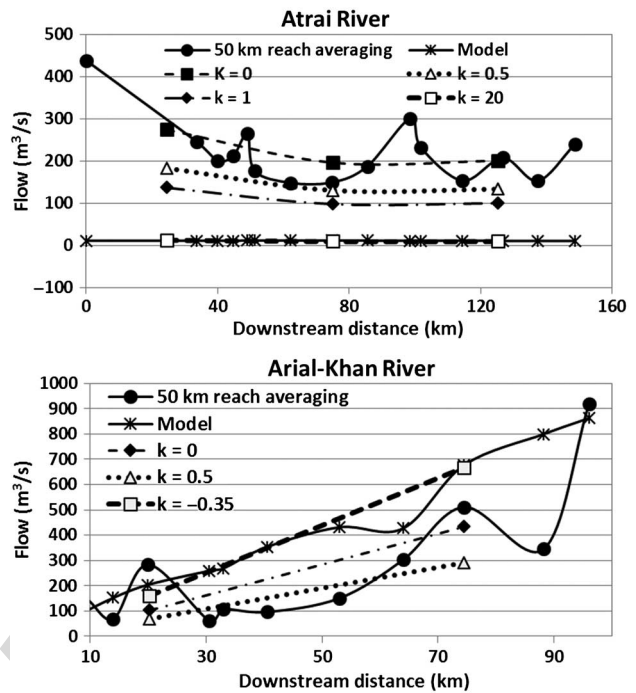 Atrai River
500
400
300
200
100
0
−100
Flow (m³/s)
50 km reach averaging
Model
K = 0
k = 0.5
k = 1
k = 20
0 40 80 120 160
Downstream distance (km)
Arial-Khan River
1000
900
800
700
600
500
400
300
200
100
0
Flow (m³/s)
50 km reach averaging
Model
k = 0
k = 0.5
k = −0.35
10 30 50 70 90
Downstream distance (km)